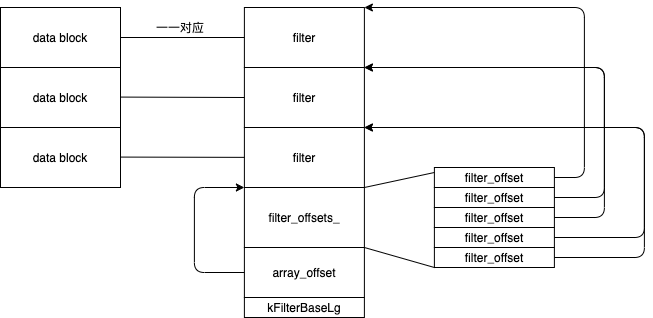 一一对应
data block
filter
data block
filter
data block
filter
filter_offset
filter_offset
filter_offsets_
filter_offset
filter_offset
filter_offset
array_offset
kFilterBaseLg